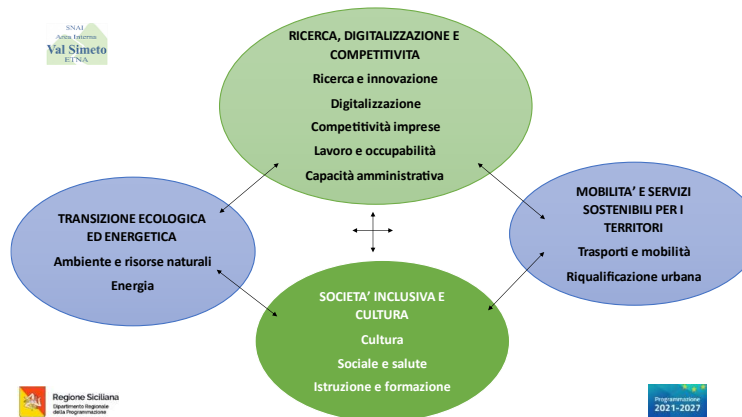 SNAI
Area Interna
Val Simeto
ETNA
RICERCA, DIGITALIZZAZIONE E
COMPETITIVITA
Ricerca e innovazione
Digitalizzazione
Competitività imprese
Lavoro e occupabilità
Capacità amministrativa
TRANSIZIONE ECOLOGICA
ED ENERGETICA
Ambiente e risorse naturali
Energia
MOBILITA’ E SERVIZI
SOSTENIBILI PER I
TERRITORI
Trasporti e mobilità
Riqualificazione urbana
SOCIETA’ INCLUSIVA E
CULTURA
Cultura
Sociale e salute
Istruzione e formazione
Regione Siciliana
Dipartimento Regionale
della Programmazione
Programmazione
2021-2027